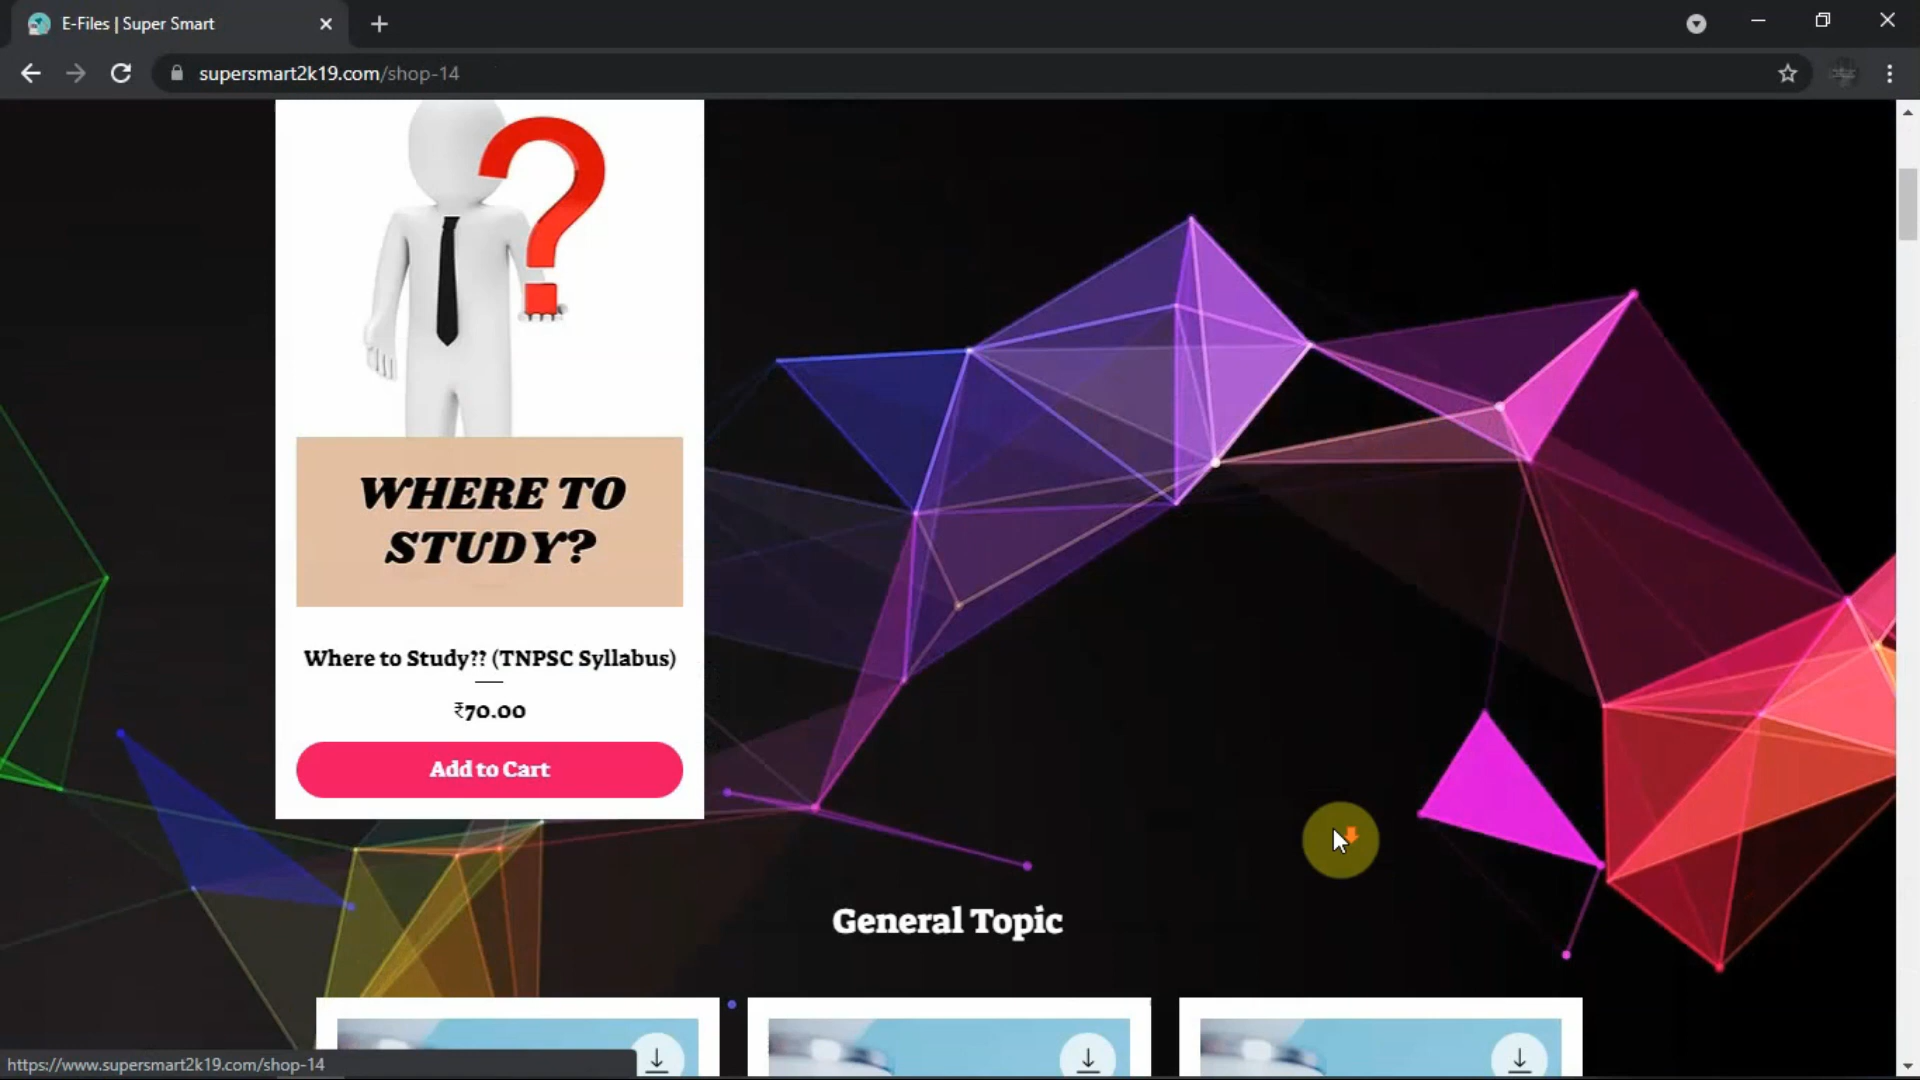 E-Files | Super Smart
supersmart2k19.com/shop-14
WHERE TO
STUDY?
Where to Study?? (TNPSC Syllabus)
₹70.00
Add to Cart
General Topic
https://www.supersmart2k19.com/shop-14